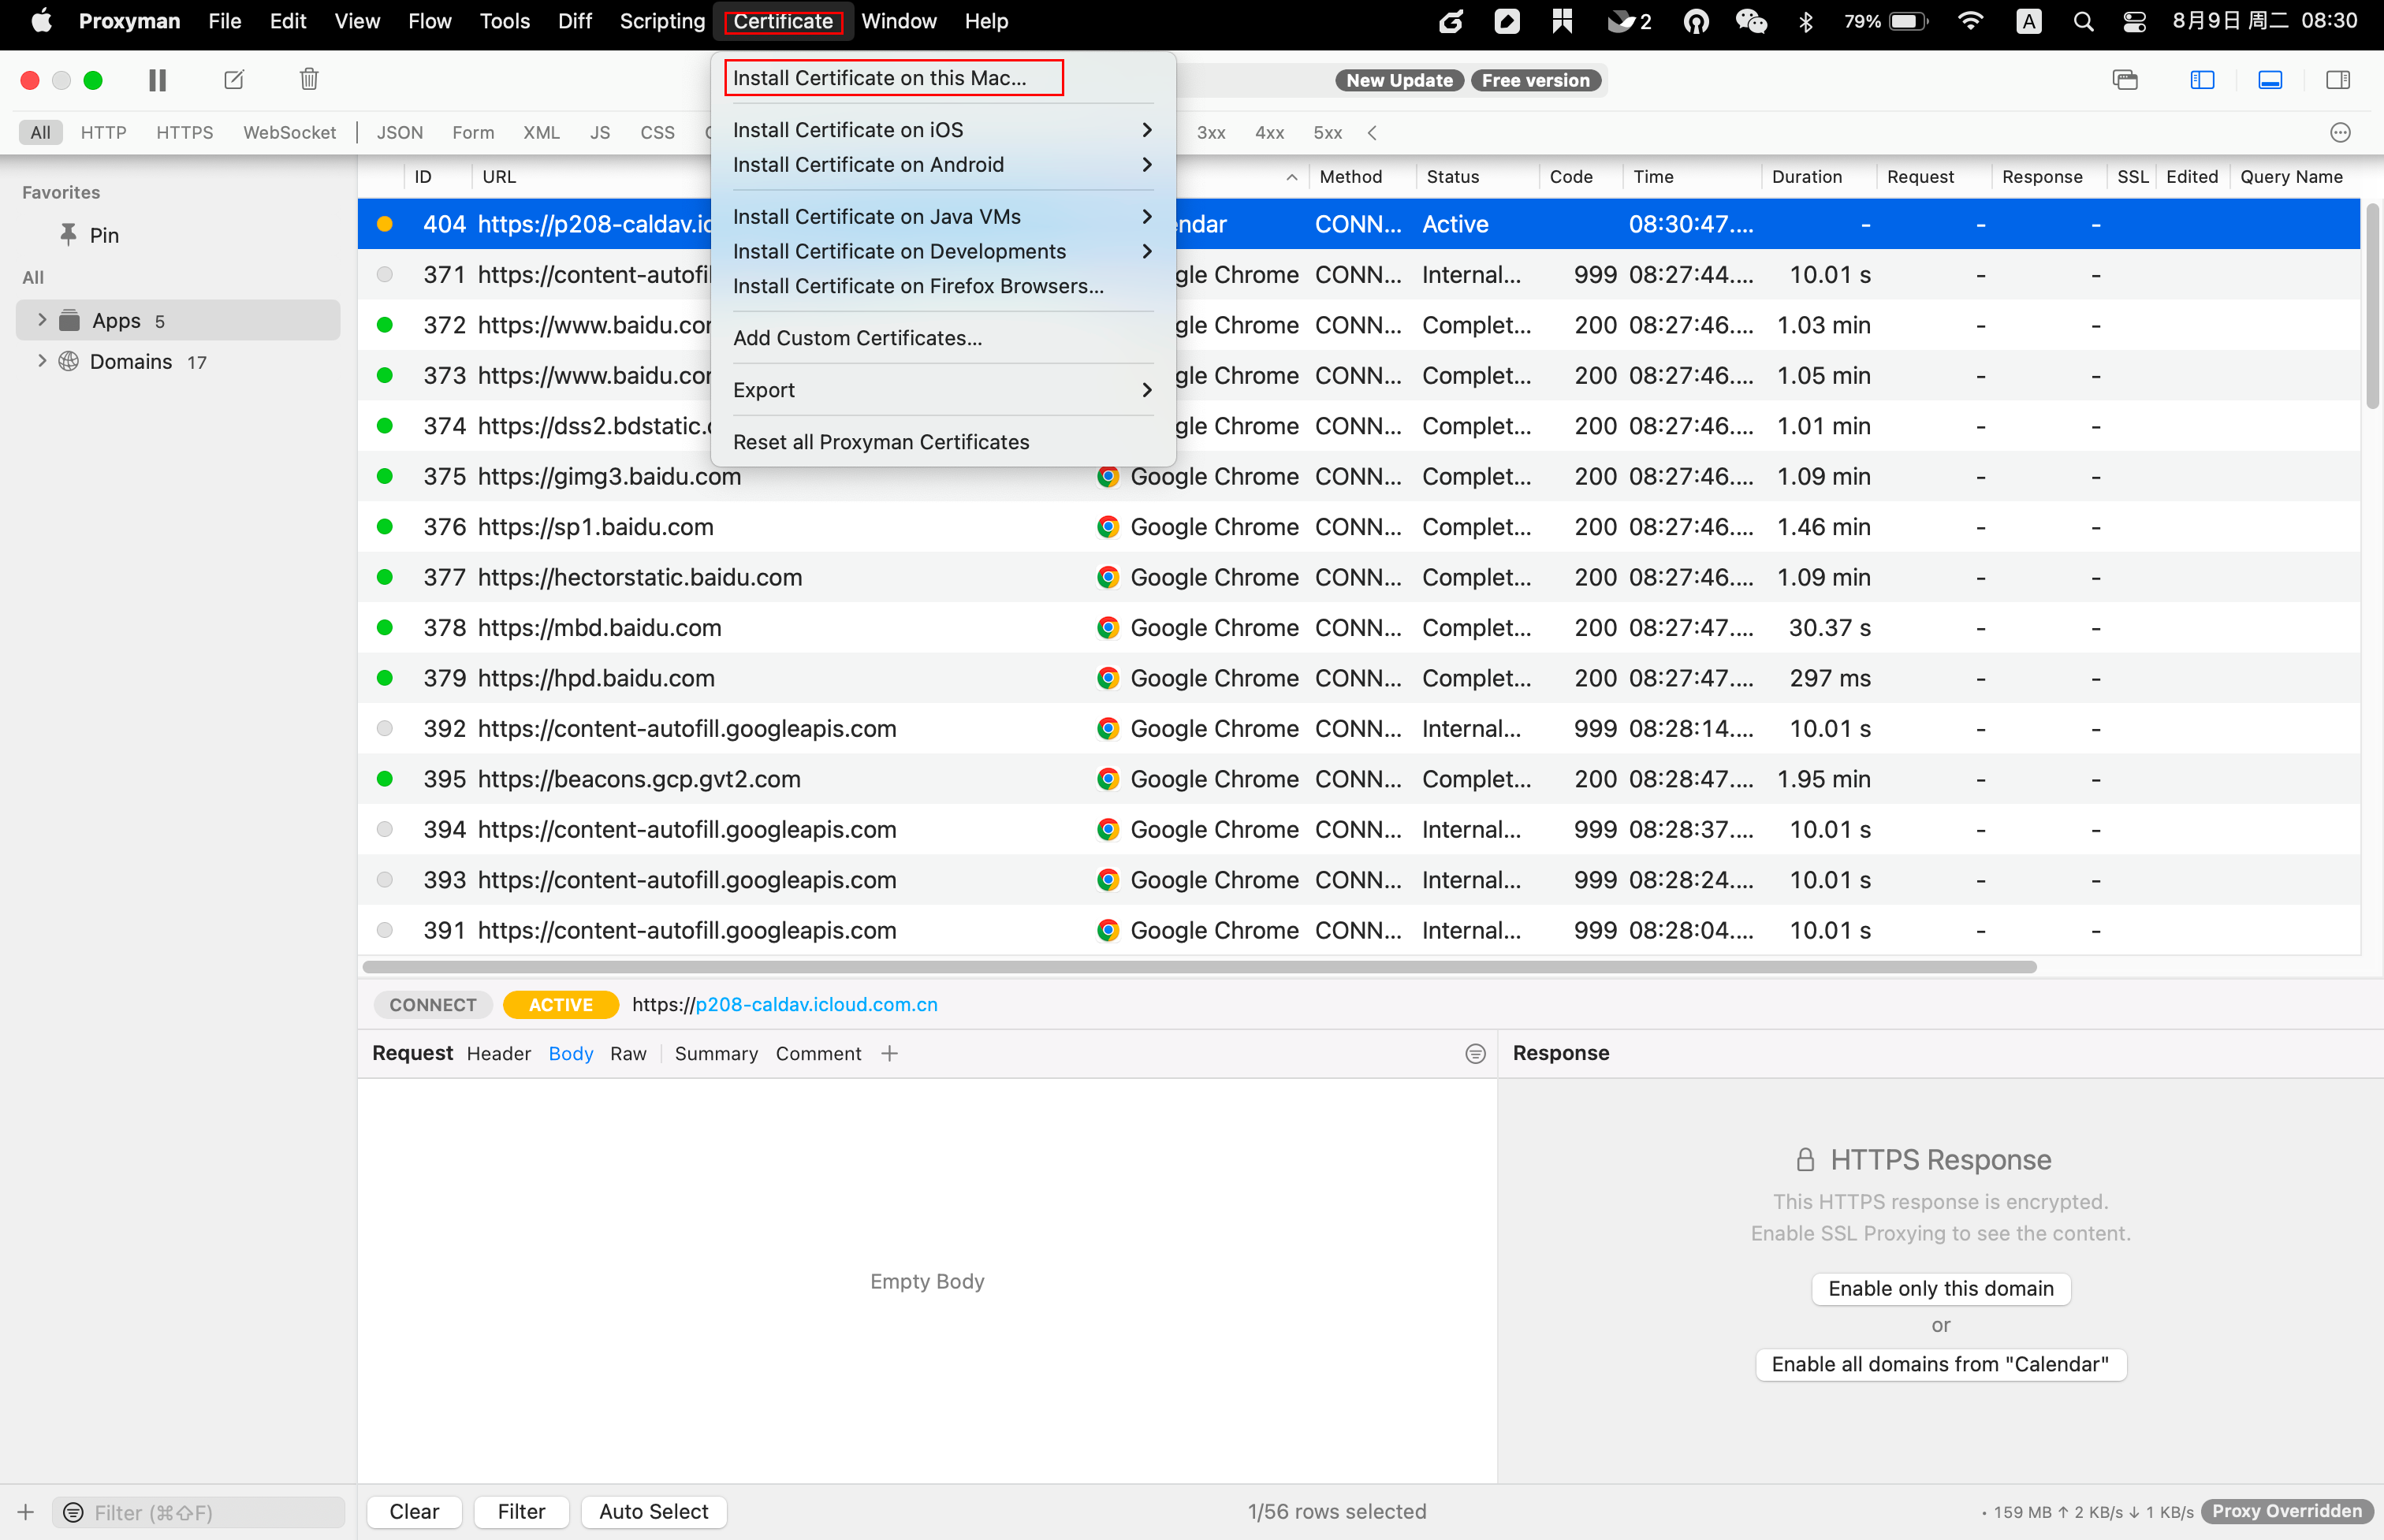 Proxyman File Edit View Flow Tools Diff Scripting Certificate Window Help 2 79% A 8月9日 周二 08:30
New Update Free version
All HTTP HTTPS WebSocket JSON Form XML JS CSS 3xx 4xx 5xx
Install Certificate on this Mac...
Install Certificate on iOS
Install Certificate on Android
Install Certificate on Java VMs
Install Certificate on Developments
Install Certificate on Firefox Browsers...
Add Custom Certificates...
Export
Reset all Proxyman Certificates
Favorites
Pin
All
Apps 5
Domains 17
ID URL Method Status Code Time Duration Request Response SSL Edited Query Name
404 https://p208-caldav.ic ndar CONN... Active 08:30:47.... - - -
371 https://content-autofil gle Chrome CONN... Internal... 999 08:27:44.... 10.01 s - -
372 https://www.baidu.cor gle Chrome CONN... Complet... 200 08:27:46.... 1.03 min - -
373 https://www.baidu.cor gle Chrome CONN... Complet... 200 08:27:46.... 1.05 min - -
374 https://dss2.bdstatic. gle Chrome CONN... Complet... 200 08:27:46.... 1.01 min - -
375 https://gimg3.baidu.com Google Chrome CONN... Complet... 200 08:27:46.... 1.09 min - -
376 https://sp1.baidu.com Google Chrome CONN... Complet... 200 08:27:46.... 1.46 min - -
377 https://hectorstatic.baidu.com Google Chrome CONN... Complet... 200 08:27:46.... 1.09 min - -
378 https://mbd.baidu.com Google Chrome CONN... Complet... 200 08:27:47.... 30.37 s - -
379 https://hpd.baidu.com Google Chrome CONN... Complet... 200 08:27:47.... 297 ms - -
392 https://content-autofill.googleapis.com Google Chrome CONN... Internal... 999 08:28:14.... 10.01 s - -
395 https://beacons.gcp.gvt2.com Google Chrome CONN... Complet... 200 08:28:47.... 1.95 min - -
394 https://content-autofill.googleapis.com Google Chrome CONN... Internal... 999 08:28:37.... 10.01 s - -
393 https://content-autofill.googleapis.com Google Chrome CONN... Internal... 999 08:28:24.... 10.01 s - -
391 https://content-autofill.googleapis.com Google Chrome CONN... Internal... 999 08:28:04.... 10.01 s - -
CONNECT ACTIVE https://p208-caldav.icloud.com.cn
Request Header Body Raw Summary Comment +
Response
Empty Body
HTTPS Response
This HTTPS response is encrypted.
Enable SSL Proxying to see the content.
Enable only this domain
or
Enable all domains from "Calendar"
+ Filter (⌘⇧F) Clear Filter Auto Select 1/56 rows selected • 159 MB ↑ 2 KB/s ↓ 1 KB/s Proxy Overridden